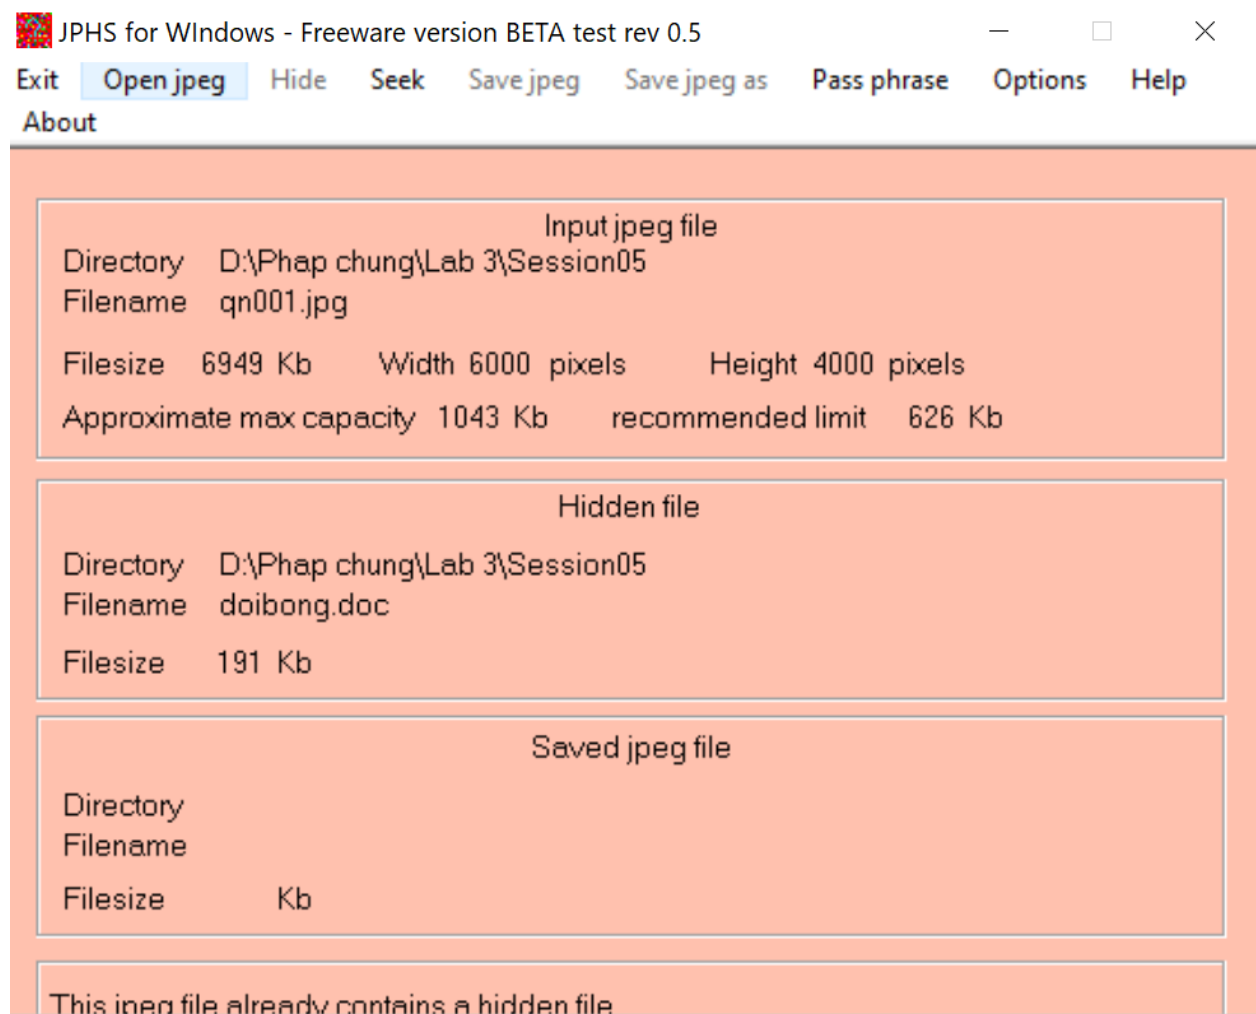 JPHS for WIndows - Freeware version BETA test rev 0.5
Exit Open jpeg Hide Seek Save jpeg Save jpeg as Pass phrase Options Help
About
Input jpeg file
Directory D:\Phap chung\Lab 3\Session05
Filename qn001.jpg
Filesize 6949 Kb Width 6000 pixels Height 4000 pixels
Approximate max capacity 1043 Kb recommended limit 626 Kb
Hidden file
Directory D:\Phap chung\Lab 3\Session05
Filename doibong.doc
Filesize 191 Kb
Saved jpeg file
Directory
Filename
Filesize Kb
This jpeg file already contains a hidden file